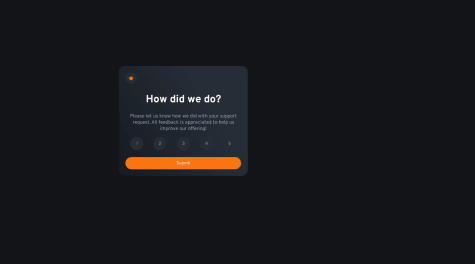 How did we do?
Please let us know how we did with your support
request. All feedback is appreciated to help us
improve our offering!
1 2 3 4 5
Submit